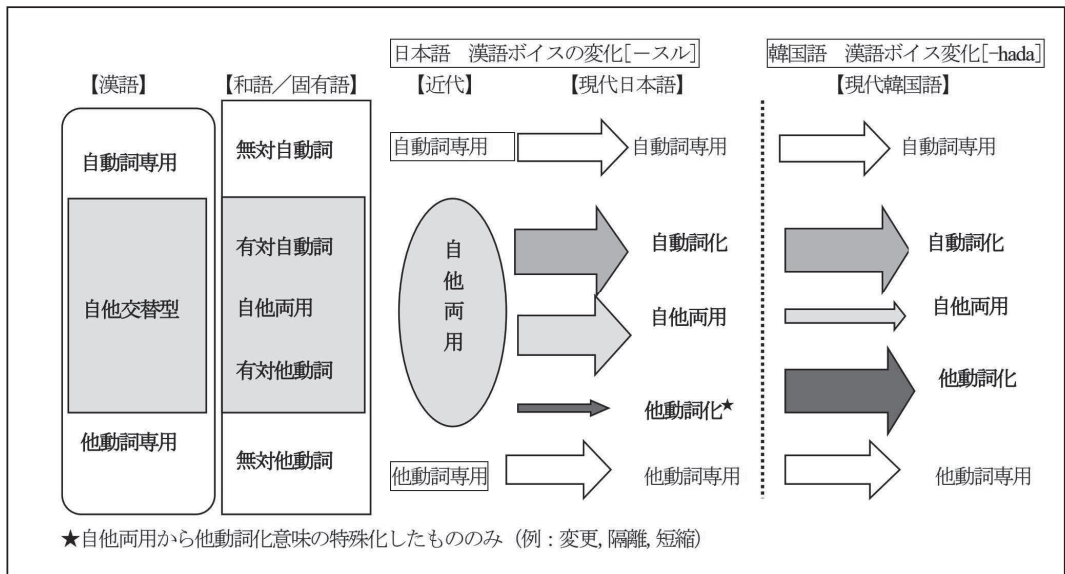 日本語　漢語ボイスの変化[－スル]
韓国語　漢語ボイス変化[-hada]
【漢語】
【和語／固有語】
【近代】
【現代日本語】
【現代韓国語】
自動詞専用
無対自動詞
自動詞専用
自動詞専用
自動詞専用
有対自動詞
自動詞化
自動詞化
自他交替型
自他両用
自他両用
自他両用
自他両用
有対他動詞
他動詞化★
他動詞化
他動詞専用
無対他動詞
他動詞専用
他動詞専用
他動詞専用
★自他両用から他動詞化意味の特殊化したもののみ（例：変更, 隔離, 短縮）